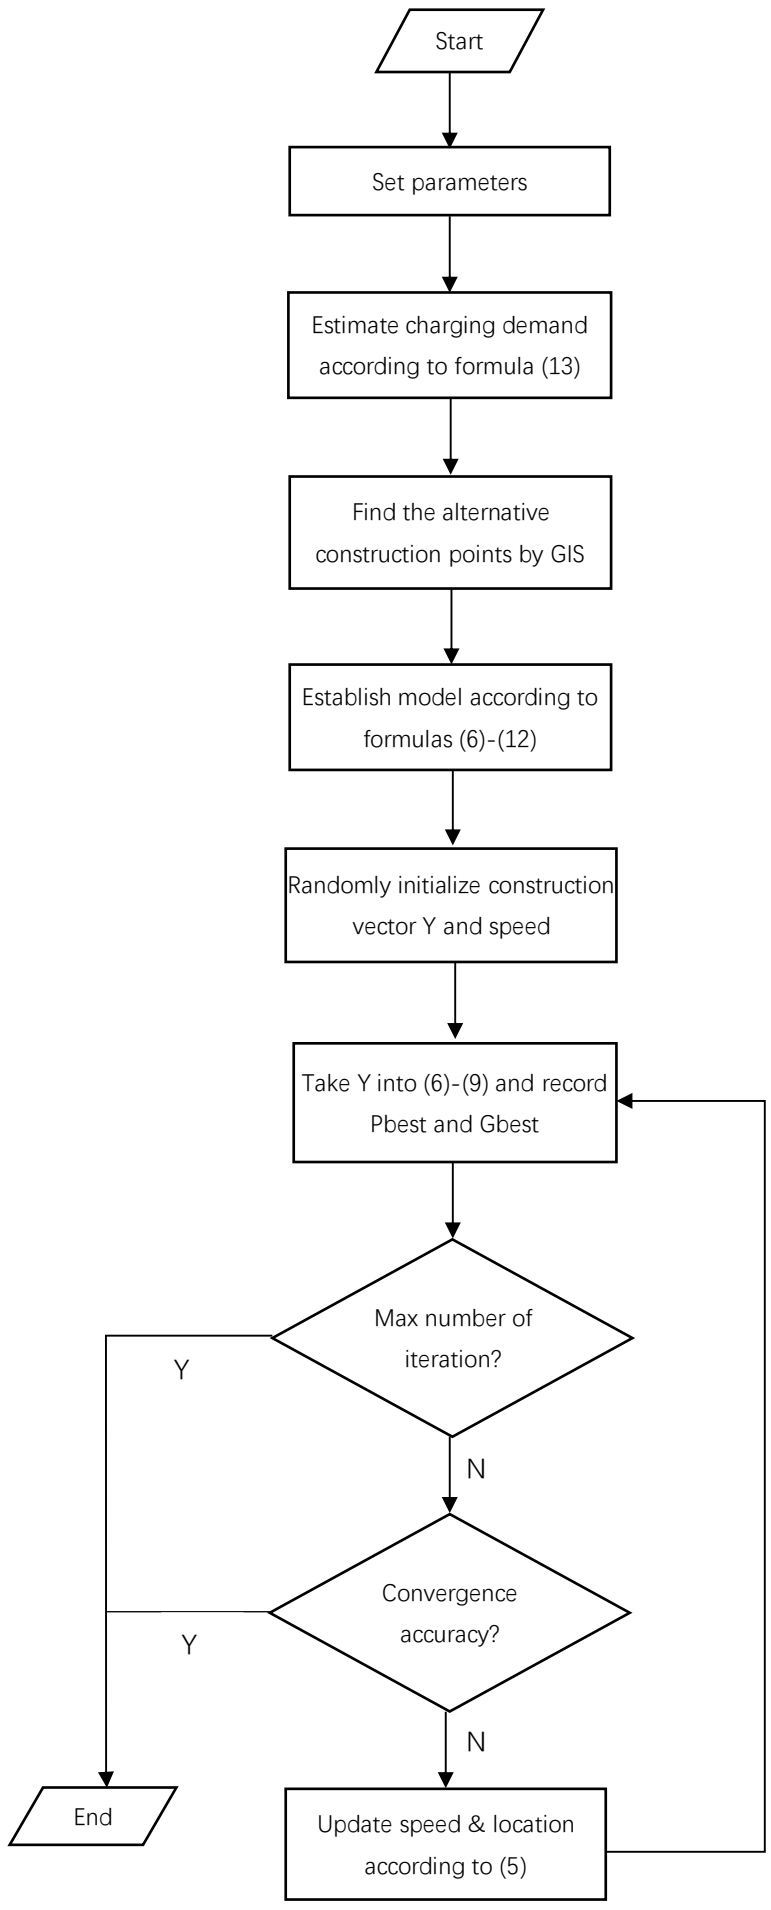 Start
Set parameters
Estimate charging demand
according to formula (13)
Find the alternative
construction points by GIS
Establish model according to
formulas (6)-(12)
Randomly initialize construction
vector Y and speed
Take Y into (6)-(9) and record
Pbest and Gbest
Max number of
iteration?
Y
N
Convergence
accuracy?
Y
N
End
Update speed & location
according to (5)